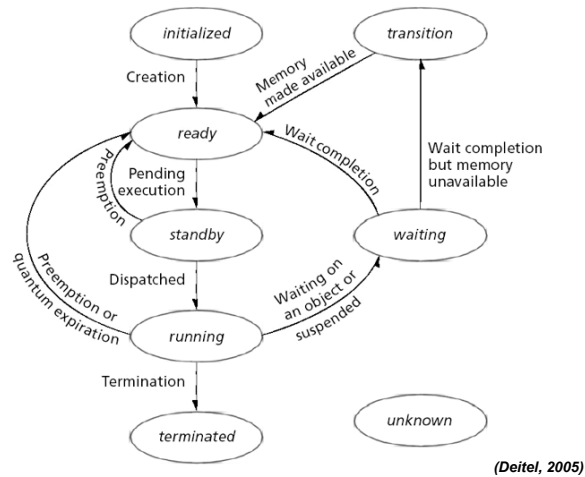 initialized
transition
Creation
Memory
made available
ready
Wait completion
Preemption
Pending
execution
Wait completion
but memory
unavailable
standby
waiting
Dispatched
Preemption or
quantum expiration
Waiting on
an object or
suspended
running
Termination
terminated
unknown
(Deitel, 2005)